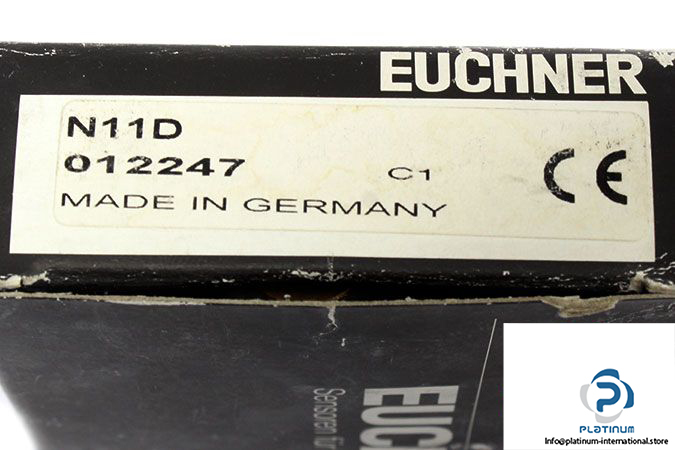 EUCHNER
N11D
012247 C1 CE
MADE IN GERMANY
EUCH
Sensoren für
PLATINUM
Info@platinum-international.store